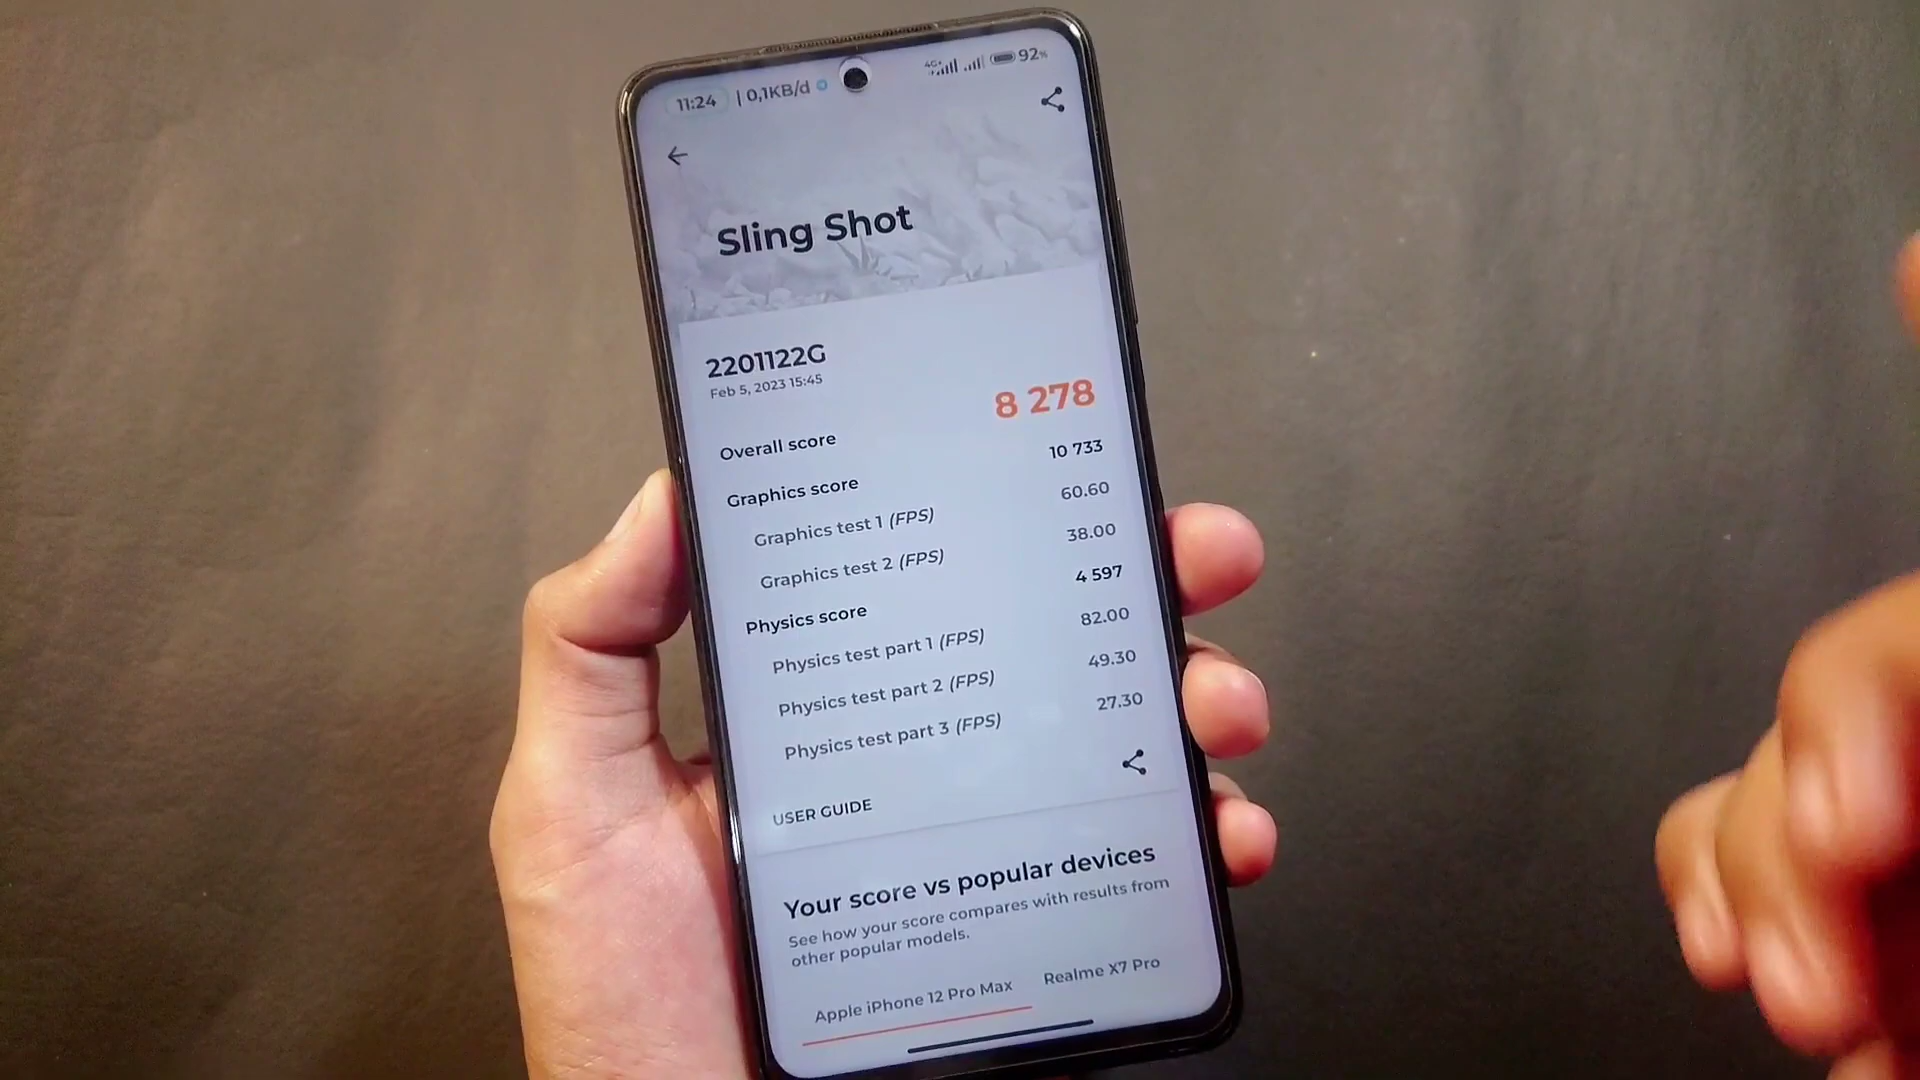 11:24 | 0,1KB/d 4G+ 92%
Sling Shot
2201122G
Feb 5, 2023 15:45
8 278
Overall score
10 733
Graphics score
60.60
Graphics test 1 (FPS)
38.00
Graphics test 2 (FPS)
4 597
Physics score
82.00
Physics test part 1 (FPS)
49.30
Physics test part 2 (FPS)
27.30
Physics test part 3 (FPS)
USER GUIDE
Your score vs popular devices
See how your score compares with results from
other popular models.
Apple iPhone 12 Pro Max Realme X7 Pro